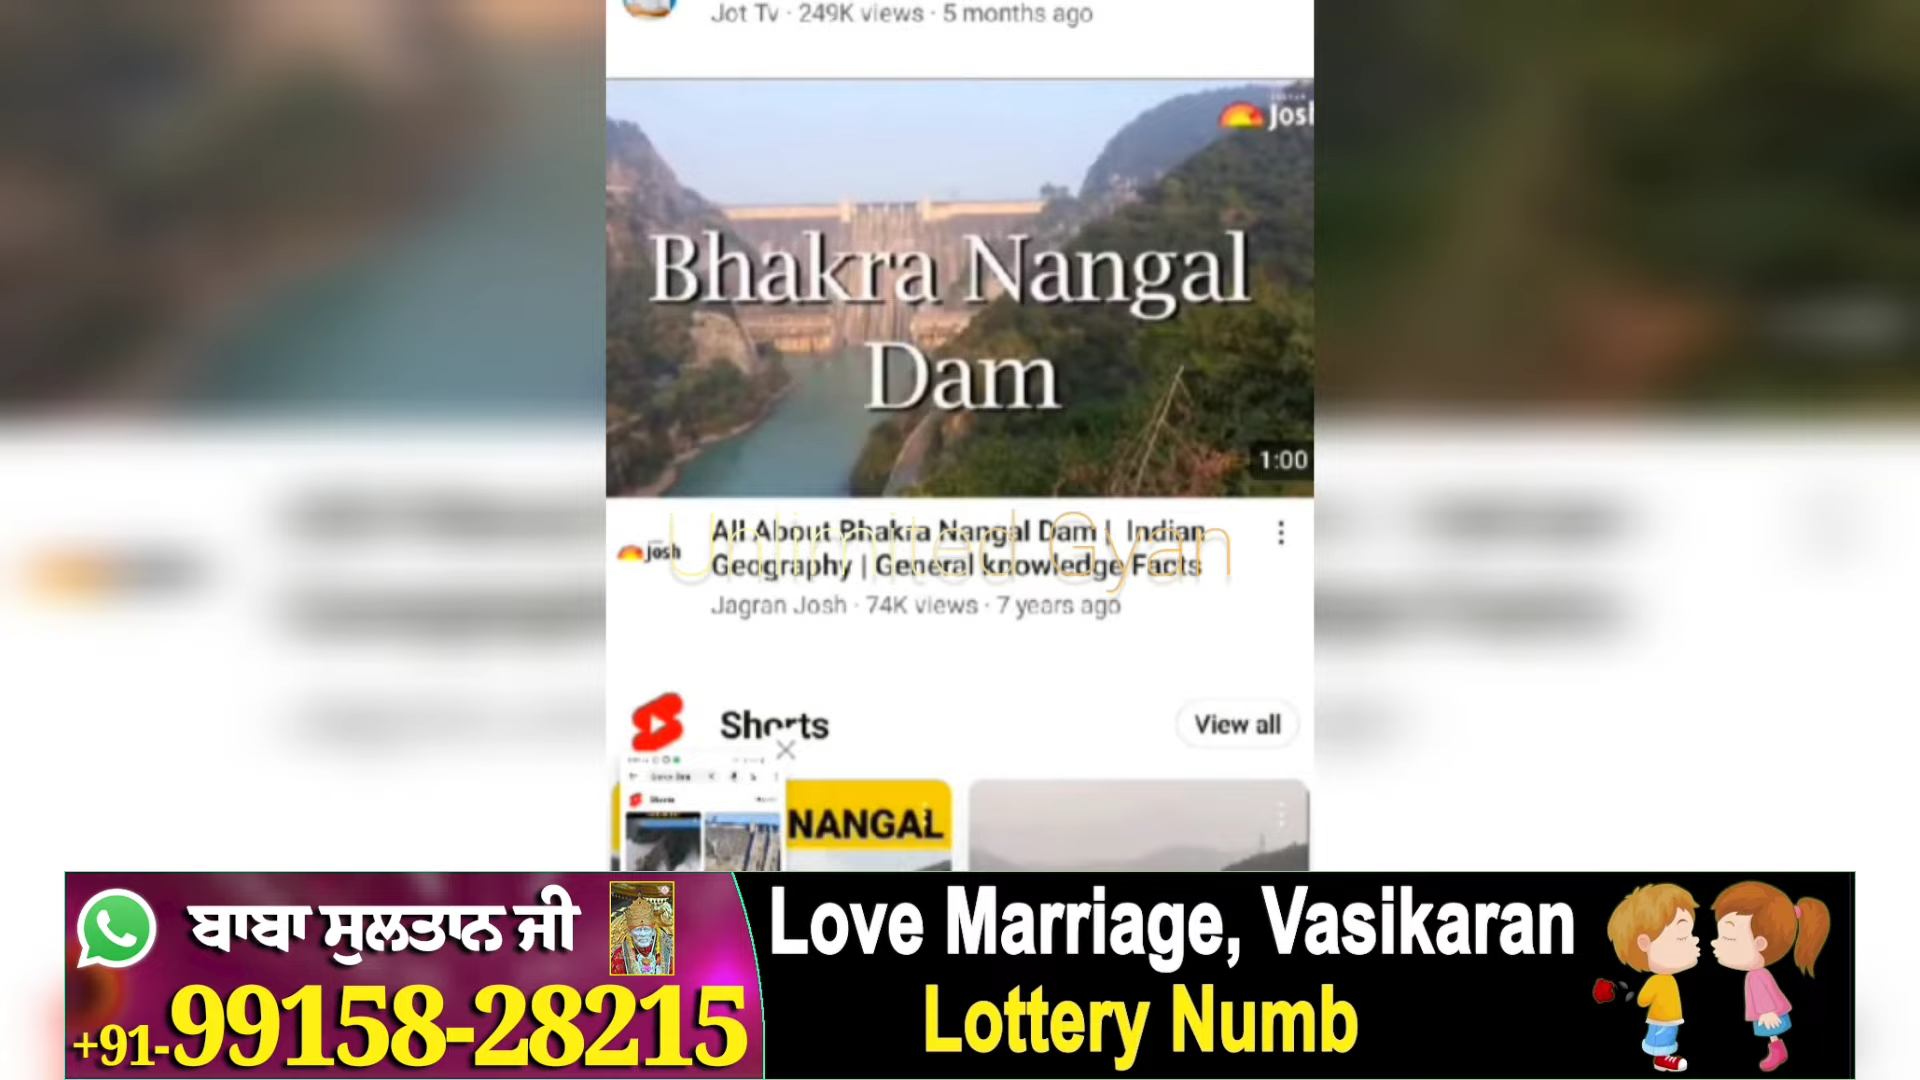 Jot Tv · 249K views · 5 months ago
Josh
Bhakra Nangal
Dam
1:00
All About Bhakra Nangal Dam | Indian
Geography | General knowledge Facts
josh
Unlimited Gyan
Jagran Josh · 74K views · 7 years ago
Shorts
View all
Shorts
NANGAL
ਬਾਬਾ ਸੁਲਤਾਨ ਜੀ
+91-99158-28215
Love Marriage, Vasikaran
Lottery Numb